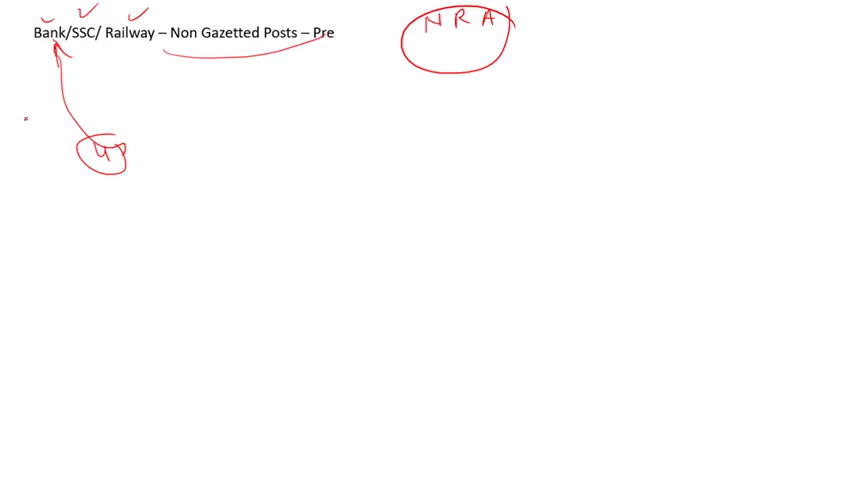 Bank/SSC/ Railway – Non Gazetted Posts – Pre
NRA